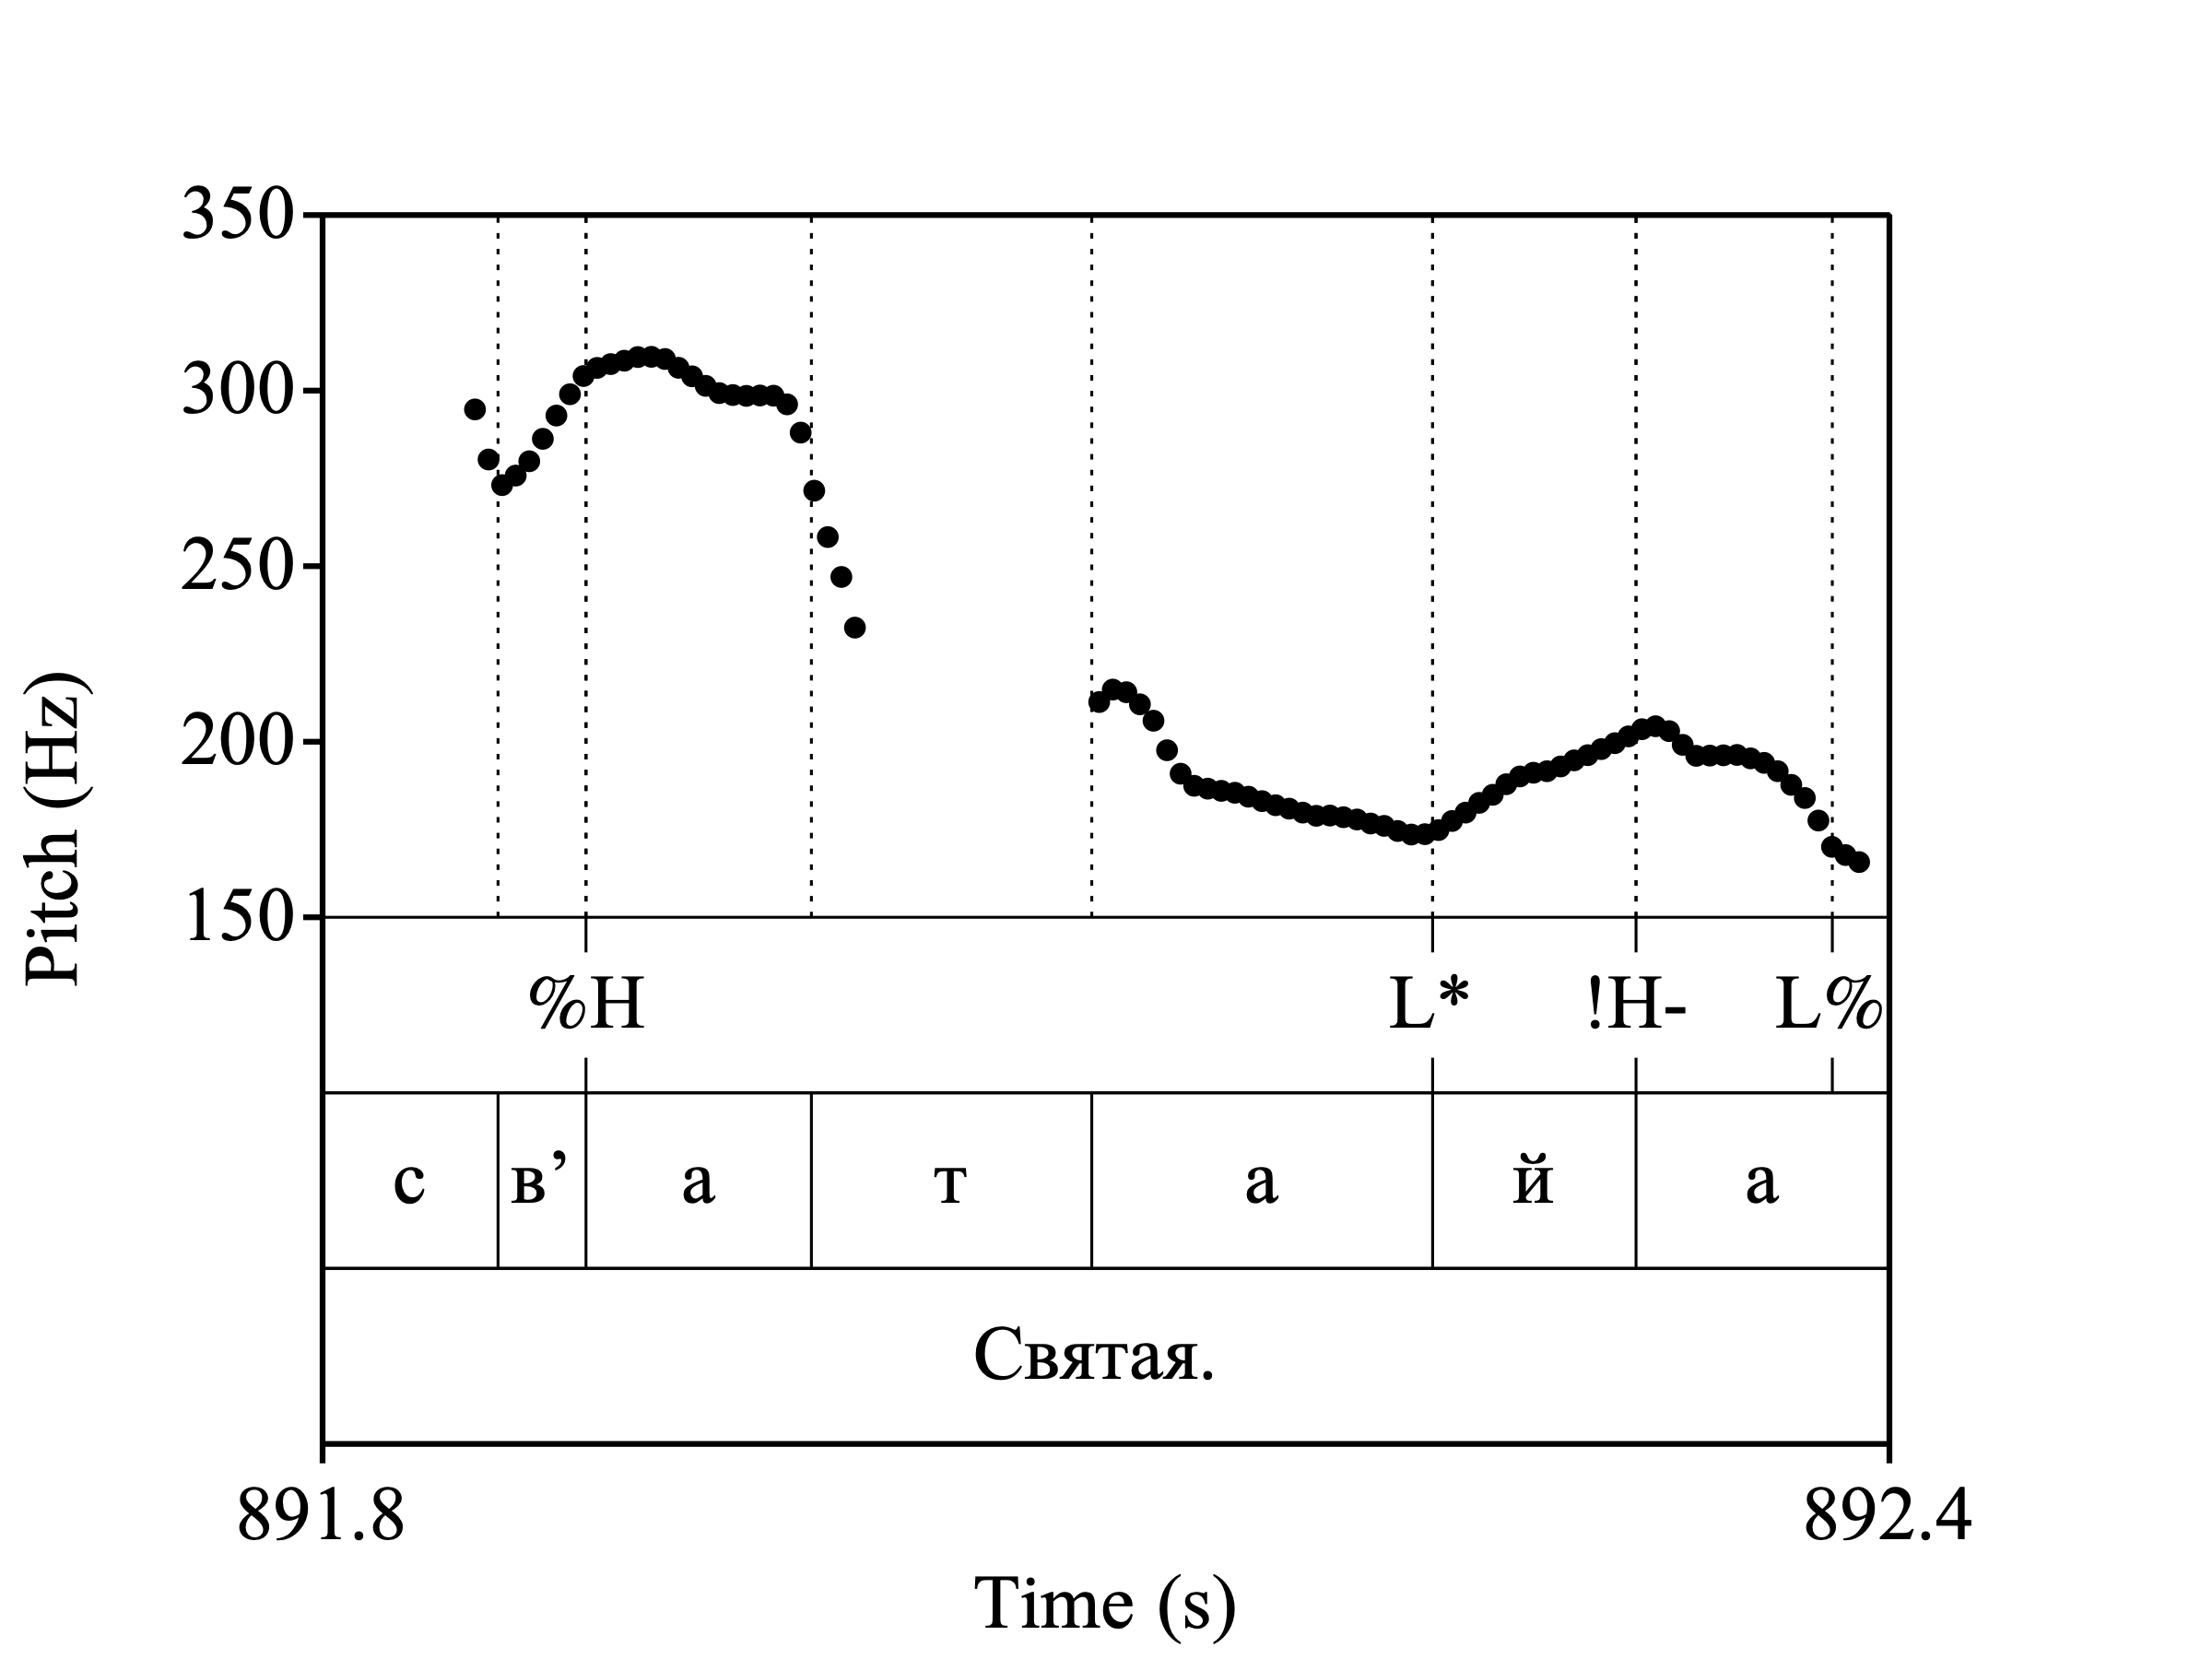 350
300
250
200
150
Pitch (Hz)
%H L* !H- L%
с в’ а т а й а
Святая.
891.8 892.4
Time (s)